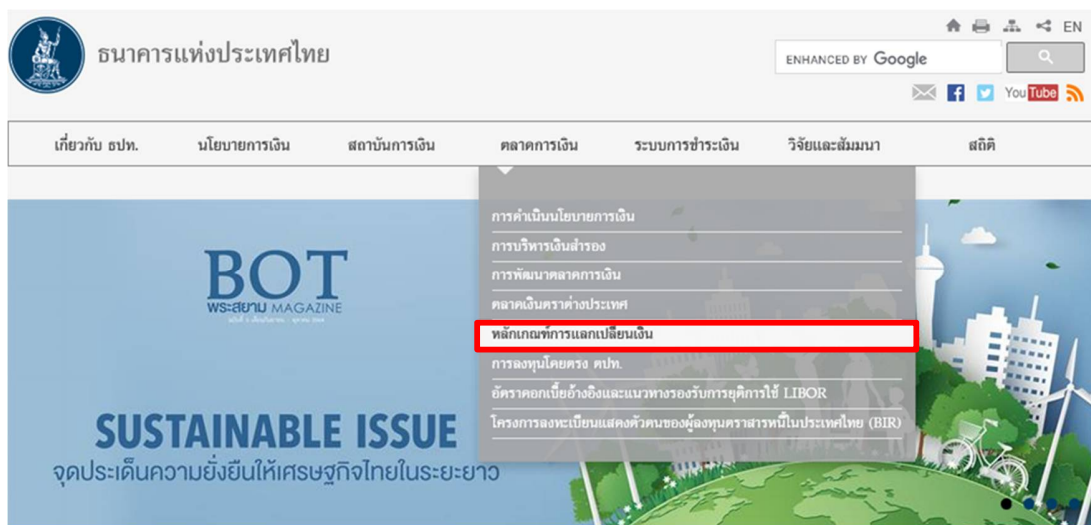 EN
ธนาคารแห่งประเทศไทย
ENHANCED BY Google
You Tube
เกี่ยวกับ ธปท. นโยบายการเงิน สถาบันการเงิน ตลาดการเงิน ระบบการชำระเงิน วิจัยและสัมมนา สถิติ
การดำเนินนโยบายการเงิน
การบริหารเงินสำรอง
การพัฒนาตลาดการเงิน
ตลาดเงินตราต่างประเทศ
หลักเกณฑ์การแลกเปลี่ยนเงิน
การลงทุนโดยตรง ตปท.
อัตราดอกเบี้ยอ้างอิงและแนวทางรองรับการยุติการใช้ LIBOR
โครงการลงทะเบียนแสดงตัวตนของผู้ลงทุนตราสารหนี้ในประเทศไทย (BIR)
BOT
พระสยาม MAGAZINE
SUSTAINABLE ISSUE
จุดประเด็นความยั่งยืนให้เศรษฐกิจไทยในระยะยาว